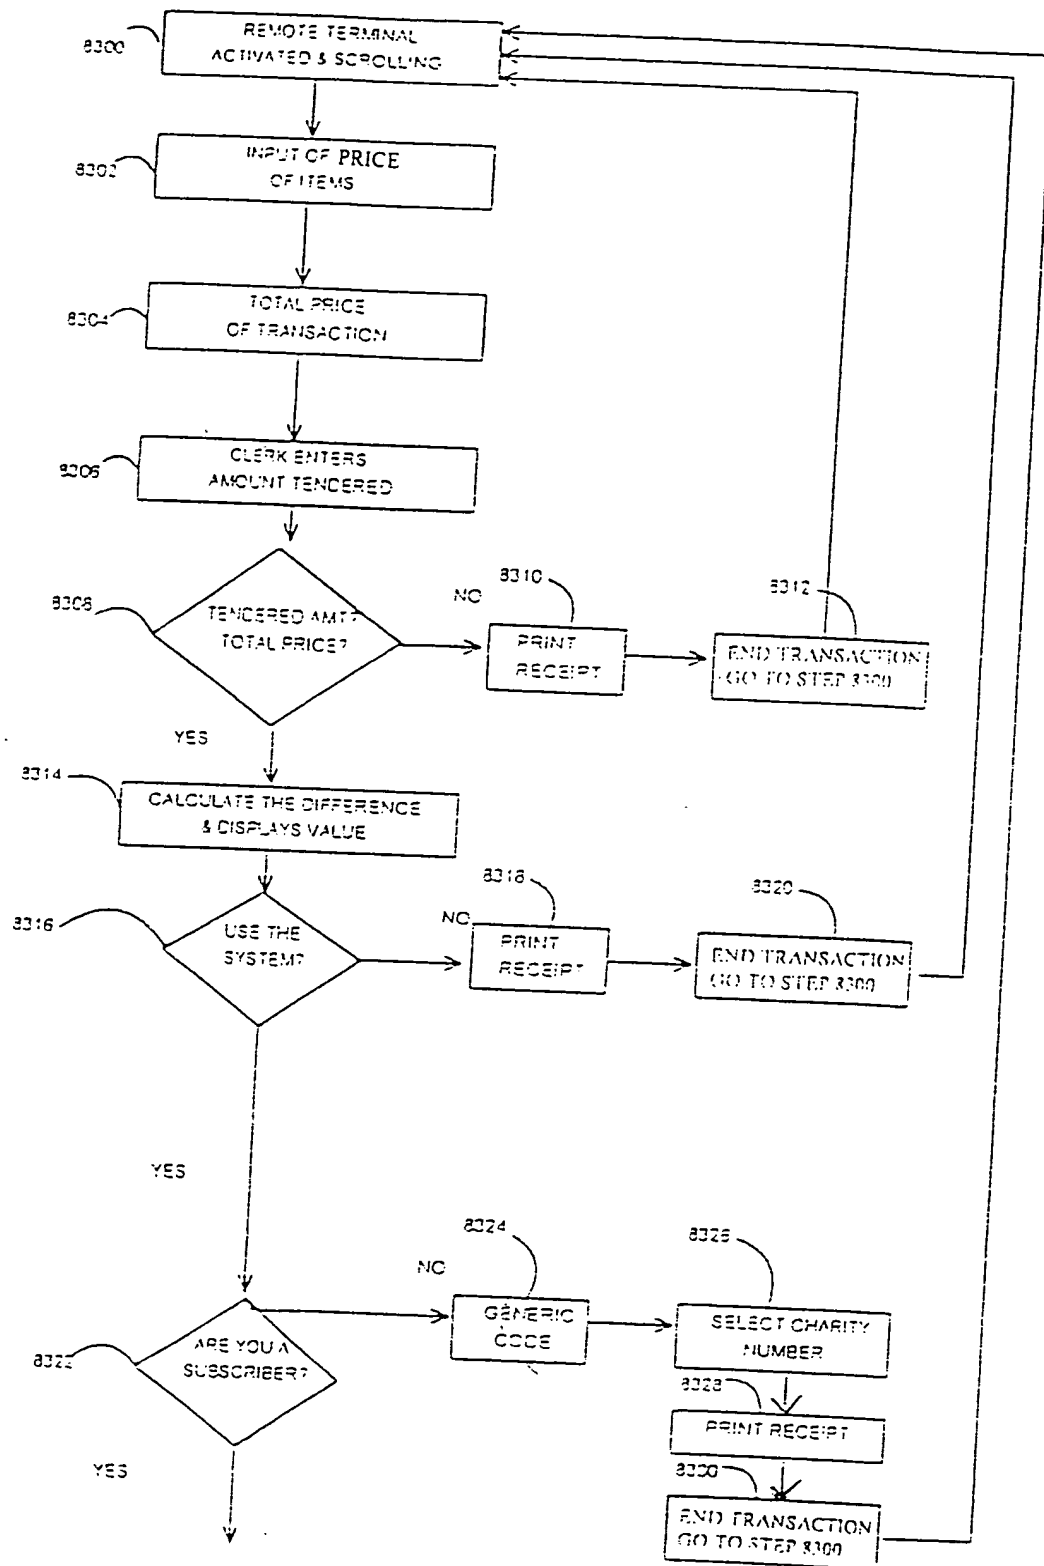 8300
REMOTE TERMINAL
ACTIVATED & SCROLLING
8302
INPUT OF PRICE
OF ITEMS
8304
TOTAL PRICE
OF TRANSACTION
8306
CLERK ENTERS
AMOUNT TENDERED
8308
TENDERED AMT?
TOTAL PRICE?
NO
8310
PRINT
RECEIPT
8312
END TRANSACTION
GO TO STEP 8300
YES
8314
CALCULATE THE DIFFERENCE
& DISPLAYS VALUE
8316
USE THE
SYSTEM?
NO
8318
PRINT
RECEIPT
8320
END TRANSACTION
GO TO STEP 8300
YES
8322
ARE YOU A
SUBSCRIBER?
NO
8324
GENERIC
CODE
8326
SELECT CHARITY
NUMBER
8328
PRINT RECEIPT
8330
END TRANSACTION
GO TO STEP 8300
YES